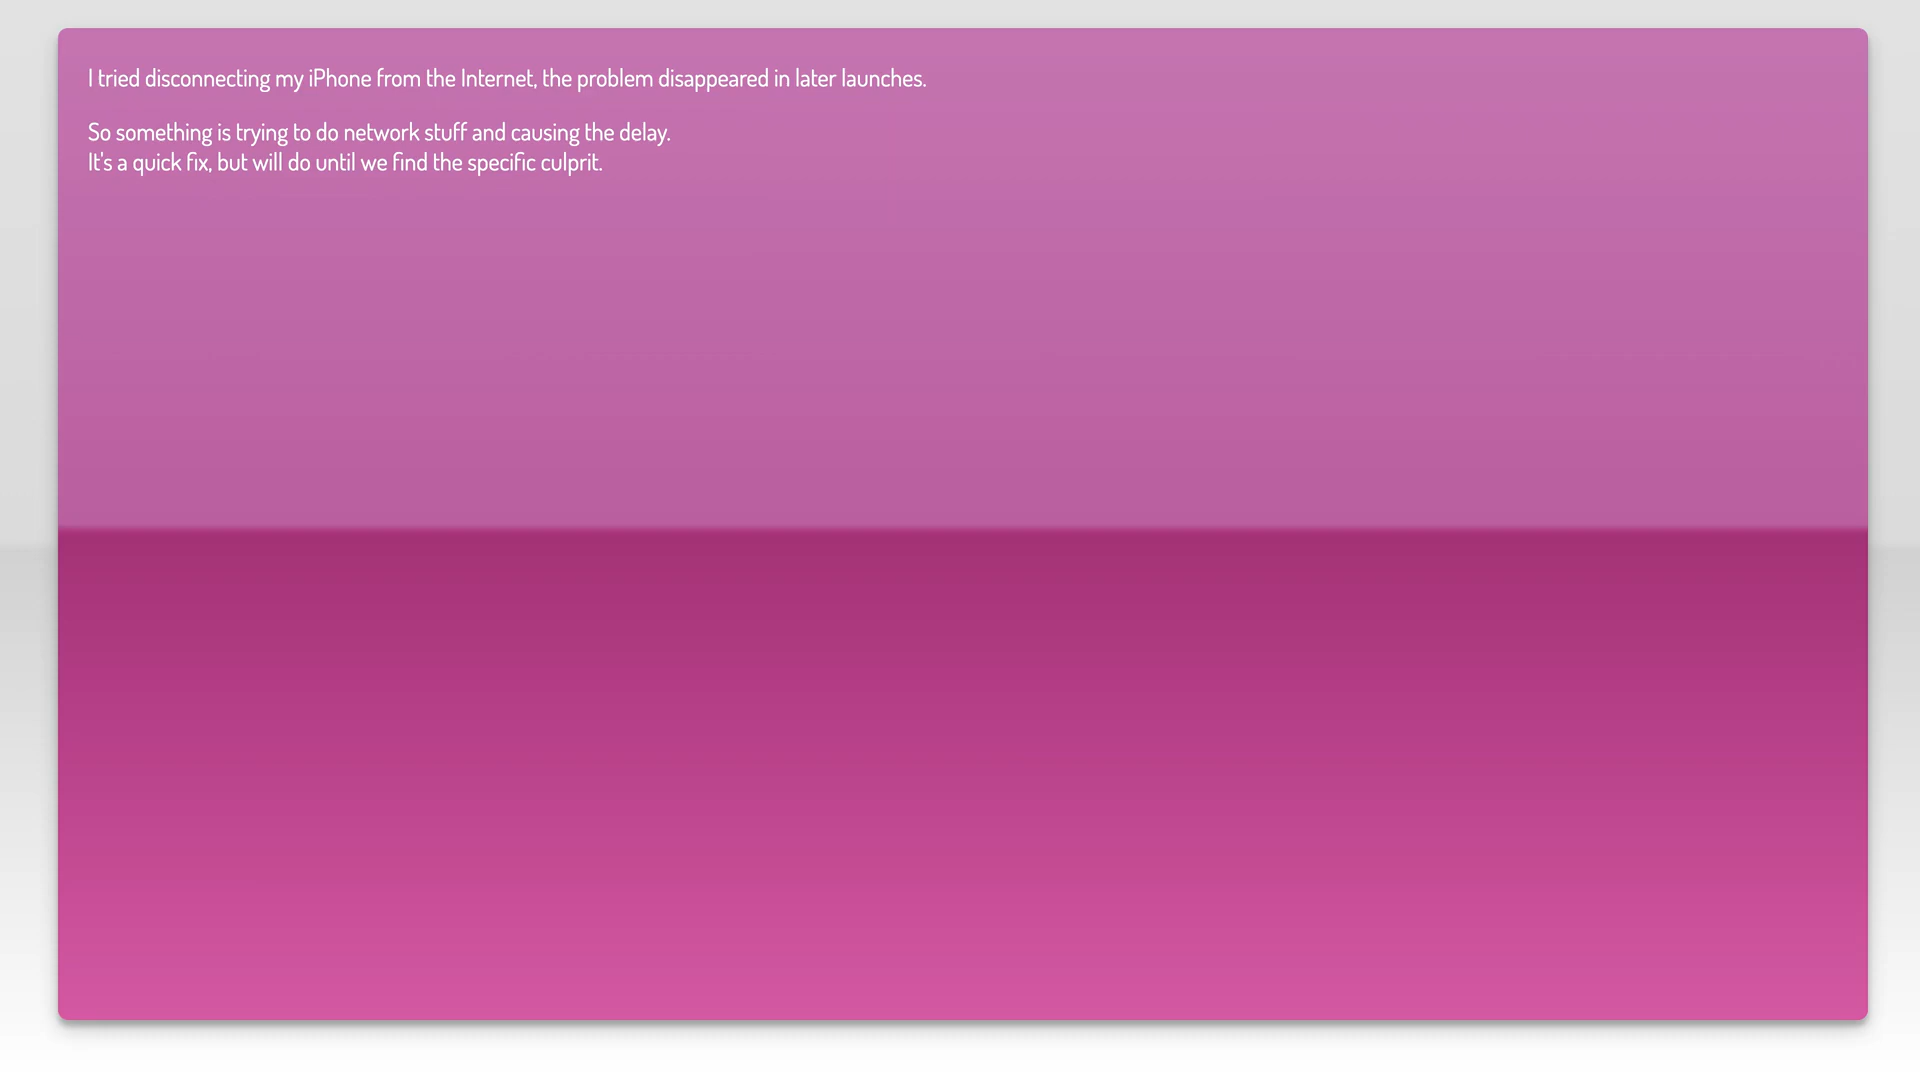 I tried disconnecting my iPhone from the Internet, the problem disappeared in later launches.
So something is trying to do network stuff and causing the delay.
It's a quick fix, but will do until we find the specific culprit.